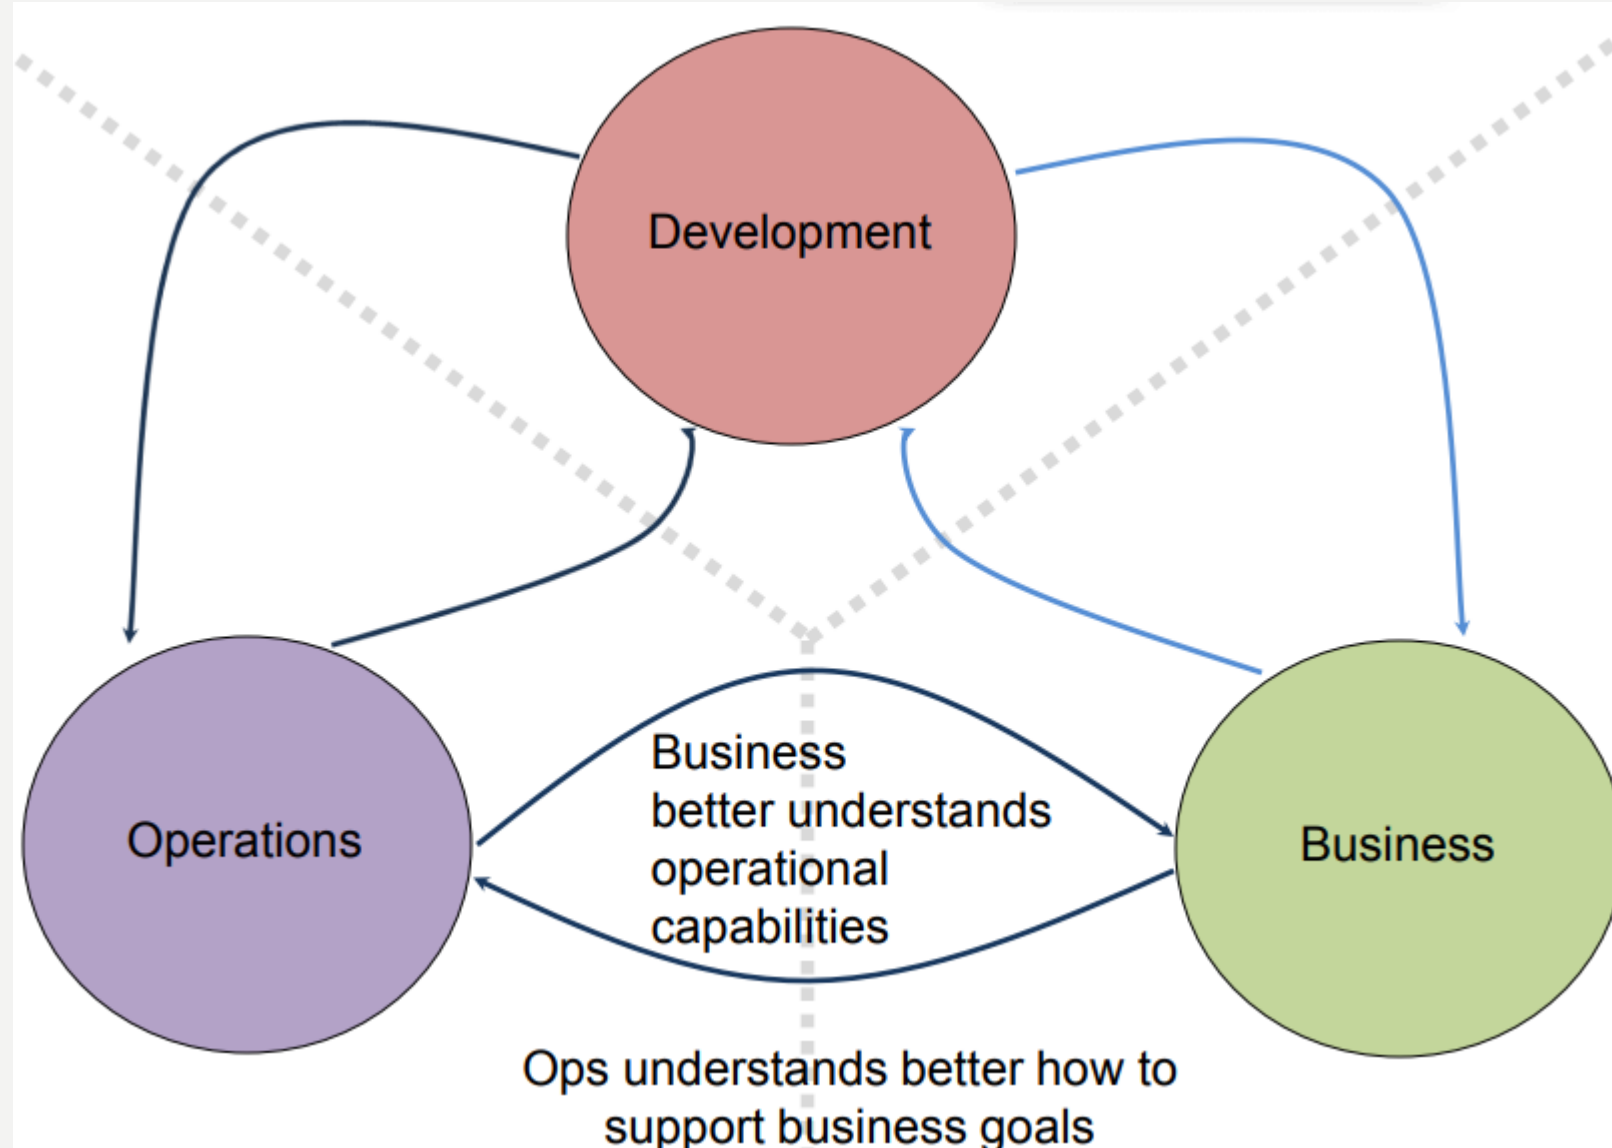 Development
Operations
Business
better understands
operational
capabilities
Business
Ops understands better how to
support business goals